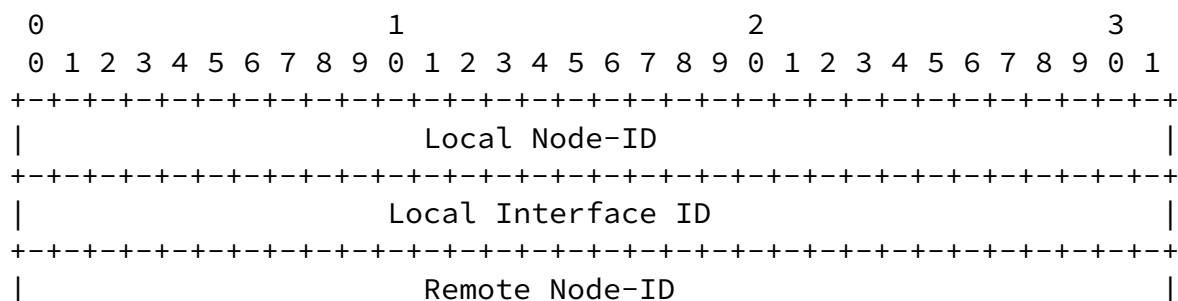 0                   1                   2                   3
 0 1 2 3 4 5 6 7 8 9 0 1 2 3 4 5 6 7 8 9 0 1 2 3 4 5 6 7 8 9 0 1
+-+-+-+-+-+-+-+-+-+-+-+-+-+-+-+-+-+-+-+-+-+-+-+-+-+-+-+-+-+-+-+-+
|                      Local Node-ID                            |
+-+-+-+-+-+-+-+-+-+-+-+-+-+-+-+-+-+-+-+-+-+-+-+-+-+-+-+-+-+-+-+-+
|                    Local Interface ID                         |
+-+-+-+-+-+-+-+-+-+-+-+-+-+-+-+-+-+-+-+-+-+-+-+-+-+-+-+-+-+-+-+-+
|                      Remote Node-ID                           |